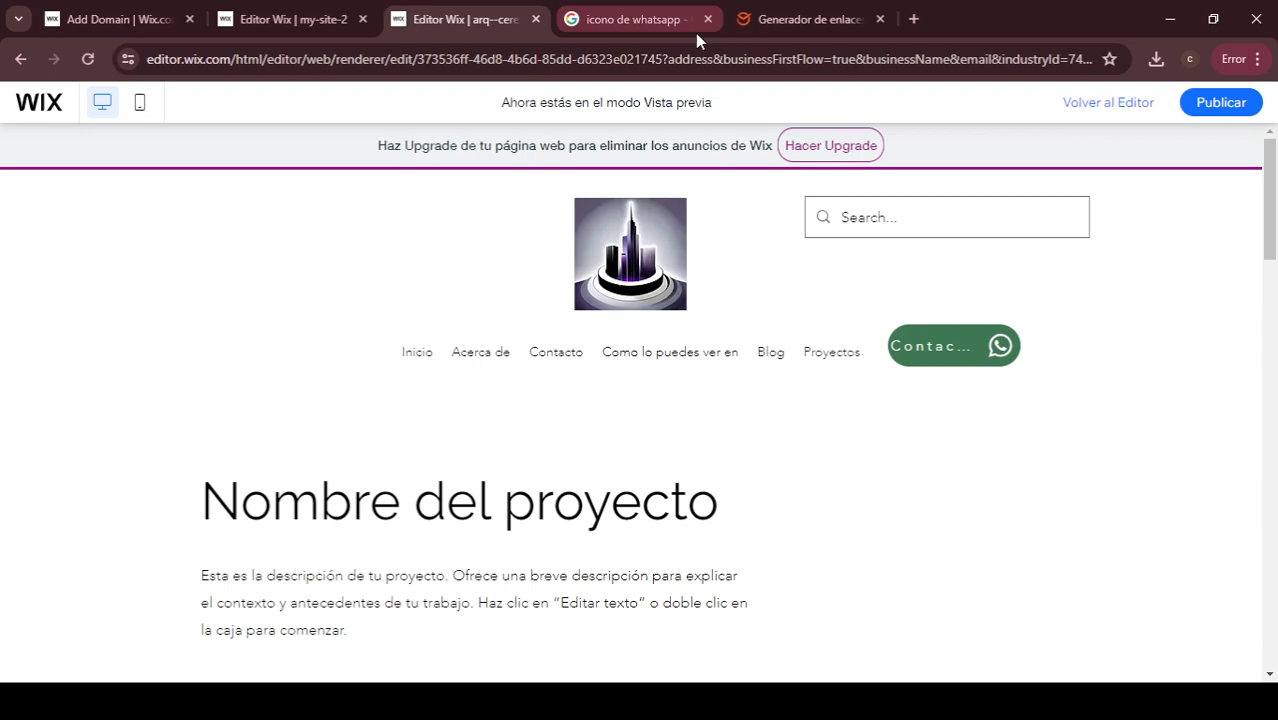 Add Domain | Wix.co
Editor Wix | my-site-2
Editor Wix | arq--cere
icono de whatsapp -
Generador de enlaces
editor.wix.com/html/editor/web/renderer/edit/373536ff-46d8-4b6d-85dd-d6323e021745?address&businessFirstFlow=true&businessName&email&industryId=74...
c
Error
WIX
Ahora estás en el modo Vista previa
Volver al Editor
Publicar
Haz Upgrade de tu página web para eliminar los anuncios de Wix
Hacer Upgrade
Search...
Inicio
Acerca de
Contacto
Como lo puedes ver en
Blog
Proyectos
Contac...
Nombre del proyecto
Esta es la descripción de tu proyecto. Ofrece una breve descripción para explicar
el contexto y antecedentes de tu trabajo. Haz clic en “Editar texto” o doble clic en
la caja para comenzar.